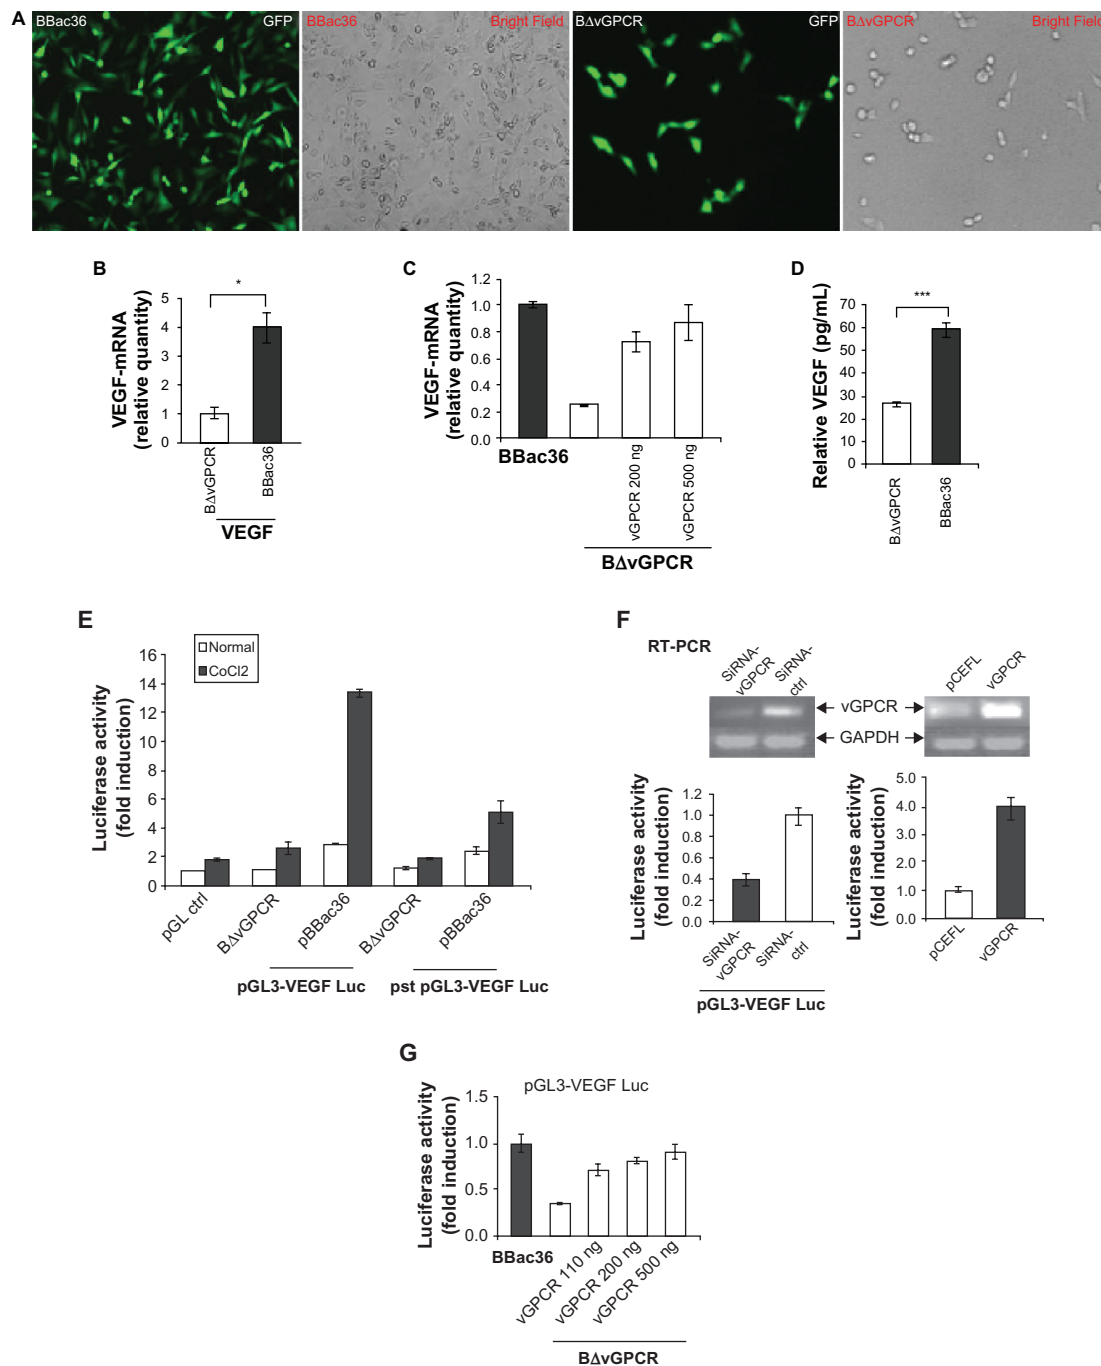 A
BBac36 GFP
BBac36 Bright Field
BΔvGPCR GFP
BΔvGPCR Bright Field
B
VEGF-mRNA
(relative quantity)
5
4
3
2
1
0
*
BΔvGPCR
BBac36
VEGF
C
VEGF-mRNA
(relative quantity)
1.2
1.0
0.8
0.6
0.4
0.2
0.0
BBac36
vGPCR 200 ng
vGPCR 500 ng
BΔvGPCR
D
Relative VEGF (pg/mL)
70
60
50
40
30
20
10
0
***
BΔvGPCR
BBac36
E
Luciferase activity
(fold induction)
Normal
CoCl2
16
14
12
10
8
6
4
2
0
pGL ctrl
BΔvGPCR
pBBac36
BΔvGPCR
pBBac36
pGL3-VEGF Luc
pst pGL3-VEGF Luc
F
RT-PCR
SiRNA-
vGPCR
SiRNA-
ctrl
pCEFL
vGPCR
vGPCR
GAPDH
Luciferase activity
(fold induction)
1.2
1.0
0.8
0.6
0.4
0.2
0.0
SiRNA-
vGPCR
SiRNA-
ctrl
pGL3-VEGF Luc
Luciferase activity
(fold induction)
5.0
4.0
3.0
2.0
1.0
0.0
pCEFL
vGPCR
G
pGL3-VEGF Luc
Luciferase activity
(fold induction)
1.5
1.0
0.5
0.0
BBac36
vGPCR 110 ng
vGPCR 200 ng
vGPCR 500 ng
BΔvGPCR